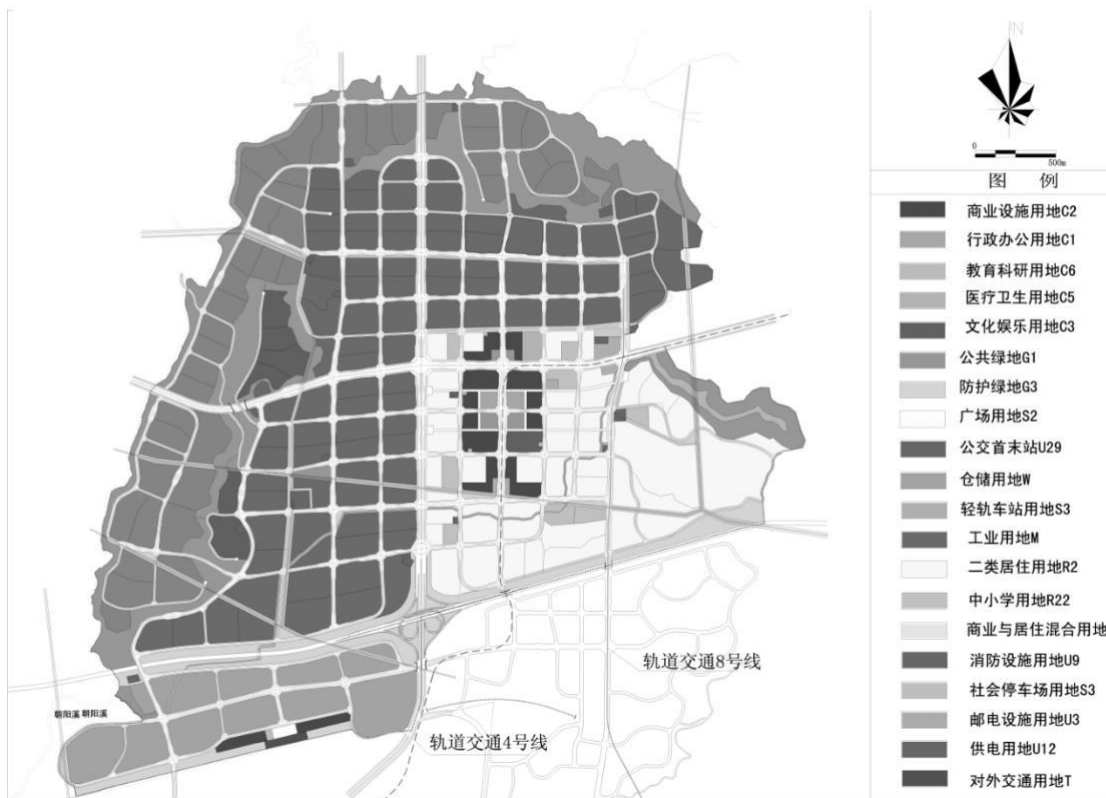 N
0
500m
图 例
商业设施用地C2
行政办公用地C1
教育科研用地C6
医疗卫生用地C5
文化娱乐用地C3
公共绿地G1
防护绿地G3
广场用地S2
公交首末站U29
仓储用地W
轻轨车站用地S3
工业用地M
二类居住用地R2
中小学用地R22
商业与居住混合用地
消防设施用地U9
社会停车场用地S3
邮电设施用地U3
供电用地U12
对外交通用地T
轨道交通8号线
朝阳溪 朝阳溪
轨道交通4号线